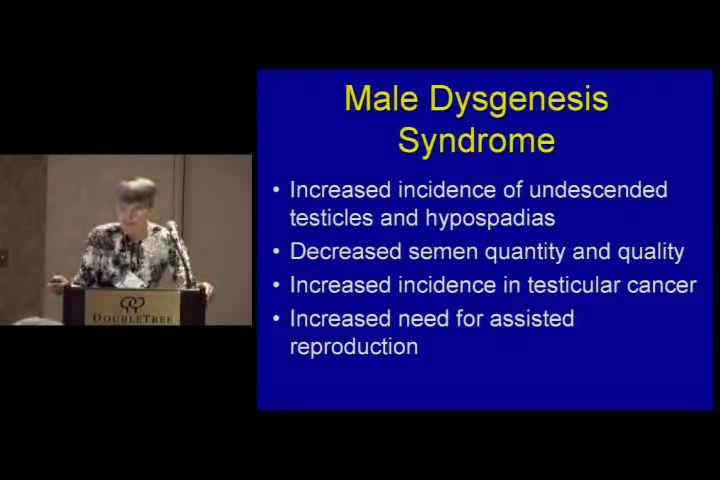 Male Dysgenesis
Syndrome
• Increased incidence of undescended
testicles and hypospadias
• Decreased semen quantity and quality
• Increased incidence in testicular cancer
• Increased need for assisted
reproduction
DOUBLETREE